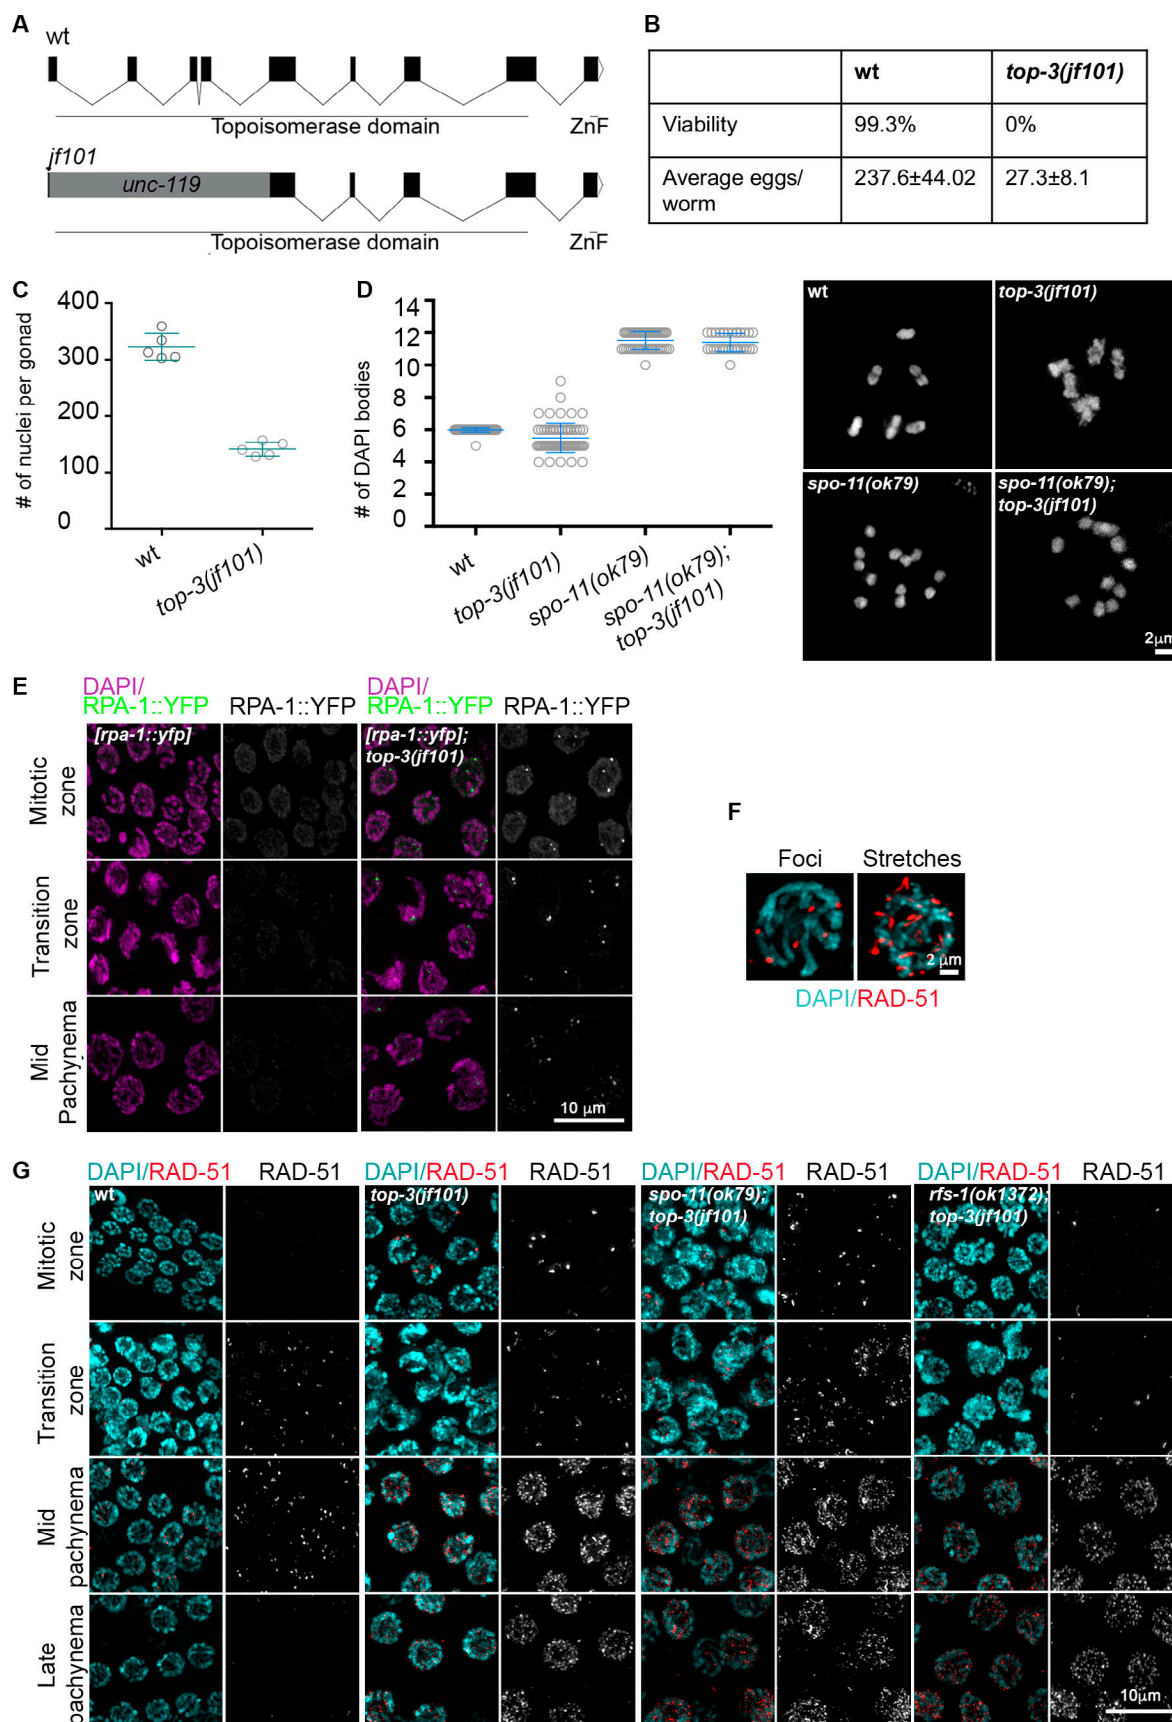 A
wt
Topoisomerase domain
ZnF
jf101
unc-119
Topoisomerase domain
ZnF
B
wt
top-3(jf101)
Viability
99.3%
0%
Average eggs/
worm
237.6±44.02
27.3±8.1
C
# of nuclei per gonad
400
300
200
100
0
wt
top-3(jf101)
D
# of DAPI bodies
14
12
10
8
6
4
2
0
wt
top-3(jf101)
spo-11(ok79)
spo-11(ok79);
top-3(jf101)
wt
top-3(jf101)
spo-11(ok79)
spo-11(ok79);
top-3(jf101)
2μm
E
DAPI/
RPA-1::YFP
RPA-1::YFP
DAPI/
RPA-1::YFP
RPA-1::YFP
[rpa-1::yfp]
[rpa-1::yfp];
top-3(jf101)
Mitotic
zone
Transition
zone
Mid
Pachynema
10 μm
F
Foci
Stretches
2 μm
DAPI/RAD-51
G
DAPI/RAD-51
RAD-51
DAPI/RAD-51
RAD-51
DAPI/RAD-51
RAD-51
DAPI/RAD-51
RAD-51
wt
top-3(jf101)
spo-11(ok79);
top-3(jf101)
rfs-1(ok1372);
top-3(jf101)
Mitotic
zone
Transition
zone
Mid
pachynema
Late
pachynema
10μm